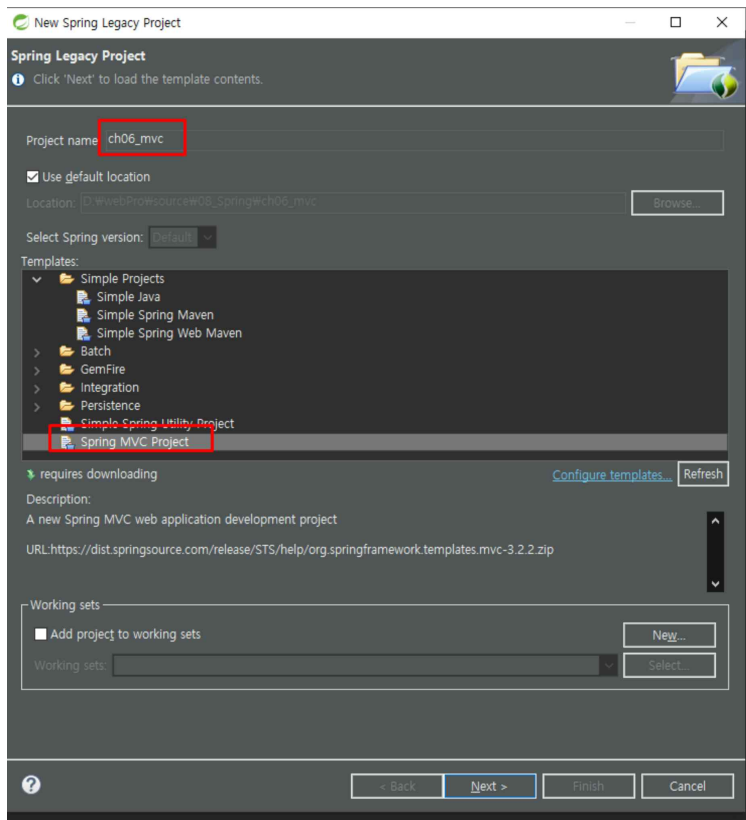 New Spring Legacy Project
Spring Legacy Project
Click 'Next' to load the template contents.
Project name: ch06_mvc
Use default location
Location: D:₩webPro₩source₩08_Spring₩ch06_mvc Browse...
Select Spring version: Default
Templates:
Simple Projects
Simple Java
Simple Spring Maven
Simple Spring Web Maven
Batch
GemFire
Integration
Persistence
Simple Spring Utility Project
Spring MVC Project
requires downloading Configure templates... Refresh
Description:
A new Spring MVC web application development project
URL:https://dist.springsource.com/release/STS/help/org.springframework.templates.mvc-3.2.2.zip
Working sets
Add project to working sets New...
Working sets: Select...
< Back Next > Finish Cancel